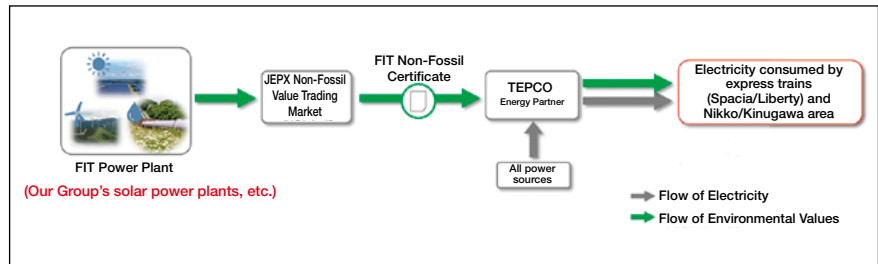 FIT Power Plant
(Our Group's solar power plants, etc.)
JEPX Non-Fossil
Value Trading
Market
FIT Non-Fossil
Certificate
TEPCO
Energy Partner
All power
sources
Electricity consumed by
express trains
(Spacia/Liberty) and
Nikko/Kinugawa area
Flow of Electricity
Flow of Environmental Values